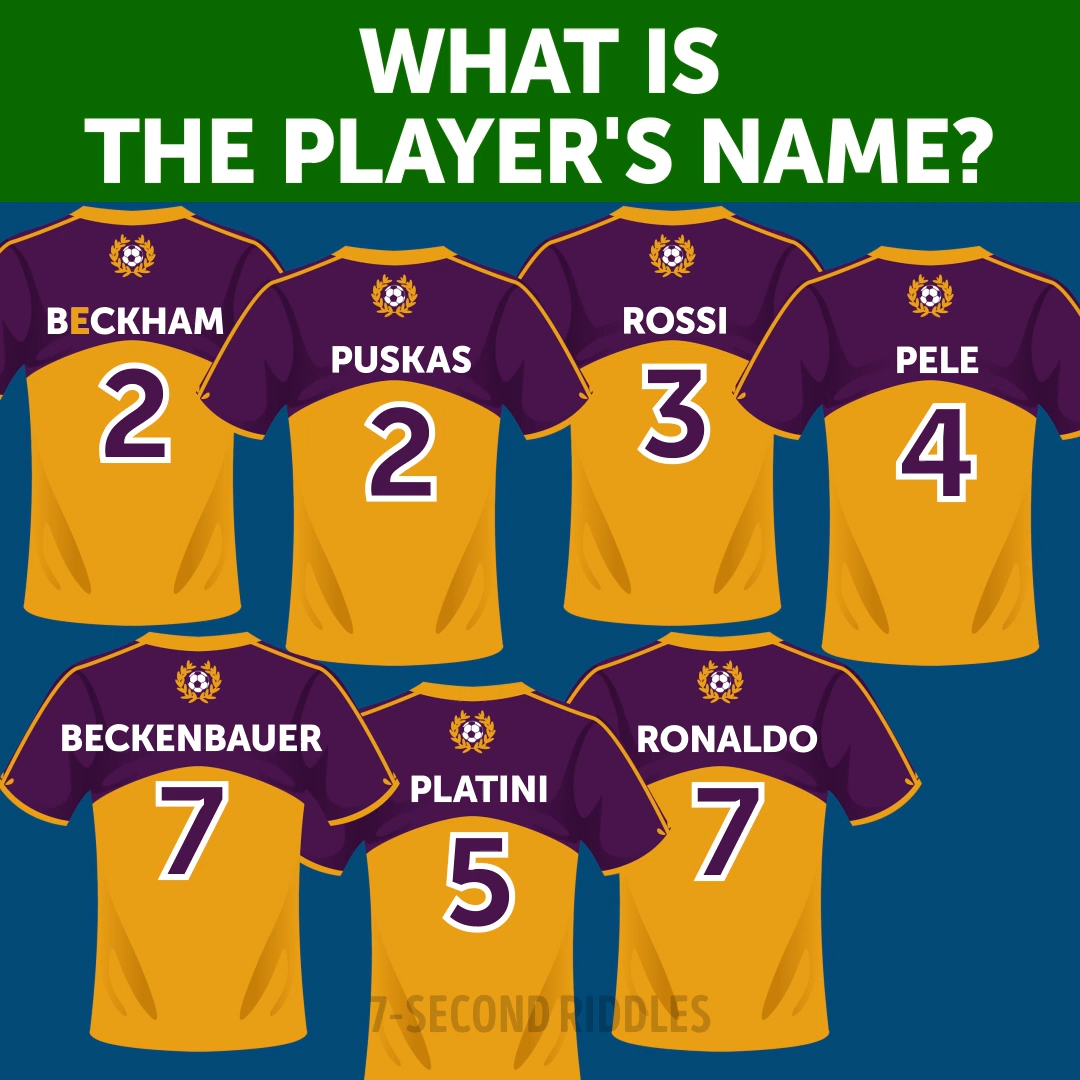 WHAT IS
THE PLAYER'S NAME?
BECKHAM
2
PUSKAS
2
ROSSI
3
PELE
4
BECKENBAUER
7
PLATINI
5
RONALDO
7
7-SECOND RIDDLES